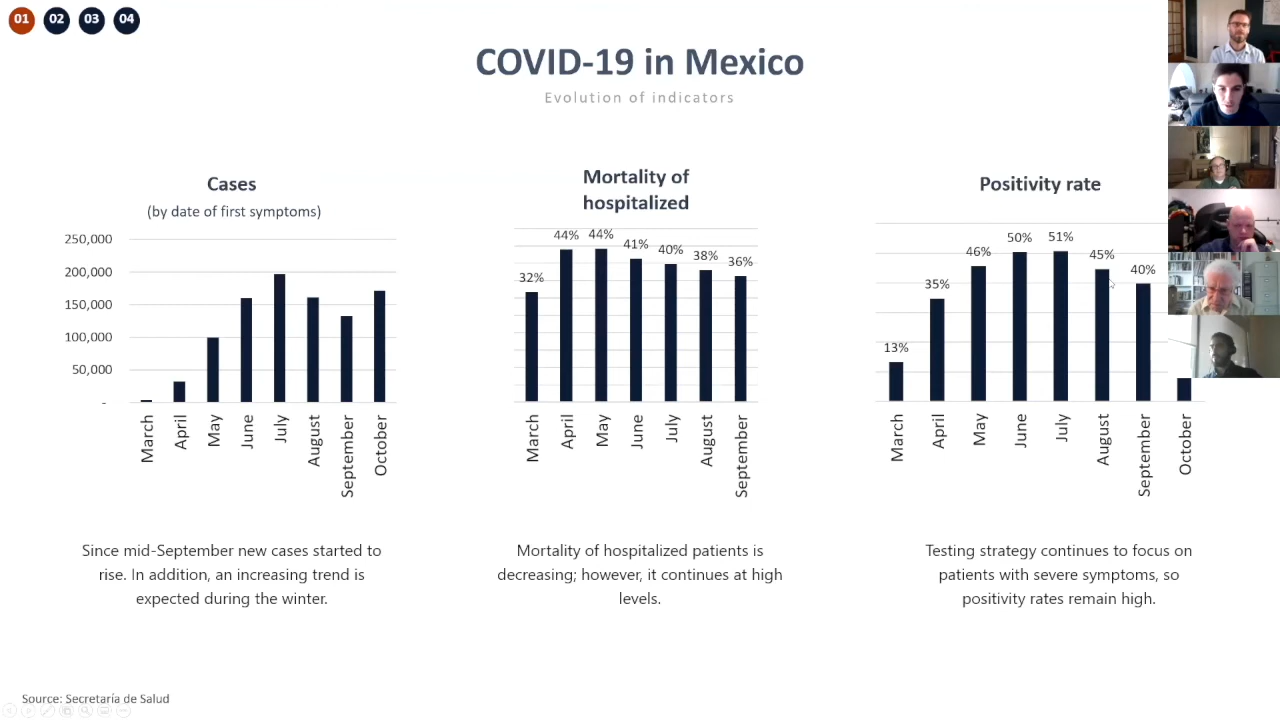 01 02 03 04
COVID-19 in Mexico
Evolution of indicators
Cases
(by date of first symptoms)
250,000
200,000
150,000
100,000
50,000
-
March
April
May
June
July
August
September
October
Since mid-September new cases started to
rise. In addition, an increasing trend is
expected during the winter.
Mortality of
hospitalized
32%
44%
44%
41%
40%
38%
36%
March
April
May
June
July
August
September
Mortality of hospitalized patients is
decreasing; however, it continues at high
levels.
Positivity rate
13%
35%
46%
50%
51%
45%
40%
March
April
May
June
July
August
September
October
Testing strategy continues to focus on
patients with severe symptoms, so
positivity rates remain high.
Source: Secretaría de Salud